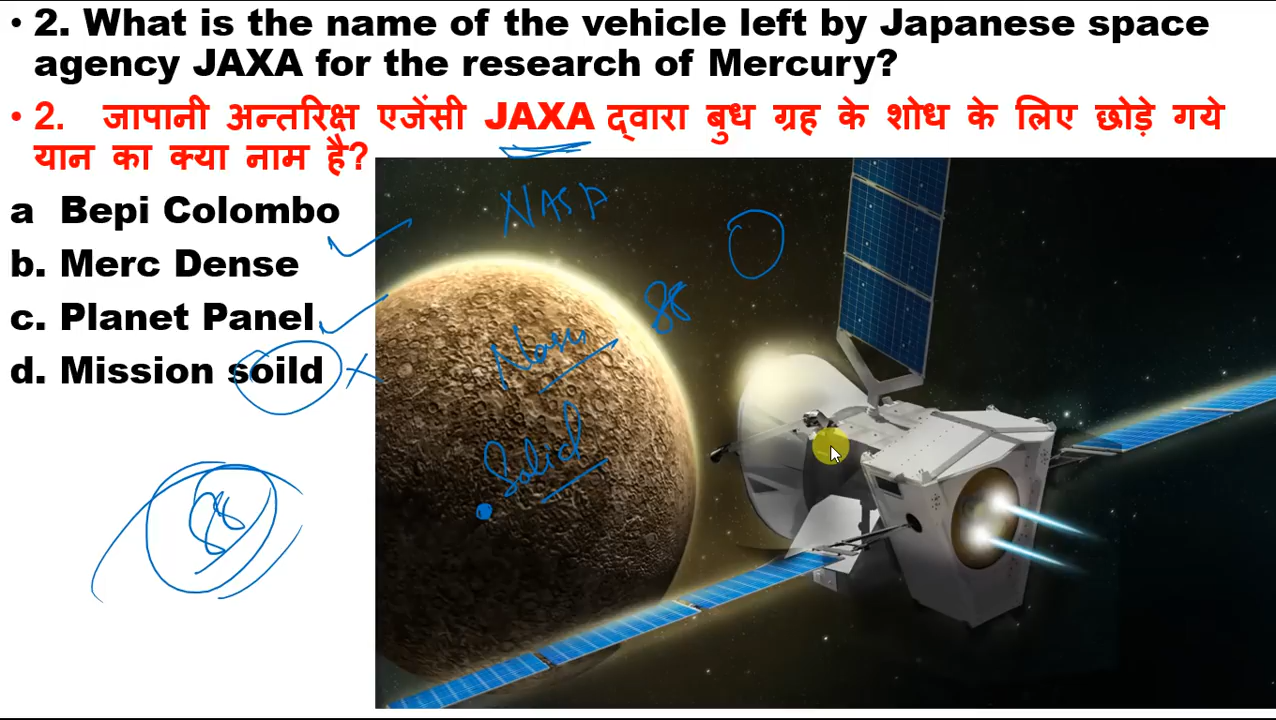 • 2. What is the name of the vehicle left by Japanese space
agency JAXA for the research of Mercury?
• 2. जापानी अन्तरिक्ष एजेंसी JAXA द्वारा बुध ग्रह के शोध के लिए छोड़े गये
यान का क्या नाम है?
a Bepi Colombo
b. Merc Dense
c. Planet Panel
d. Mission soild
88
Solid